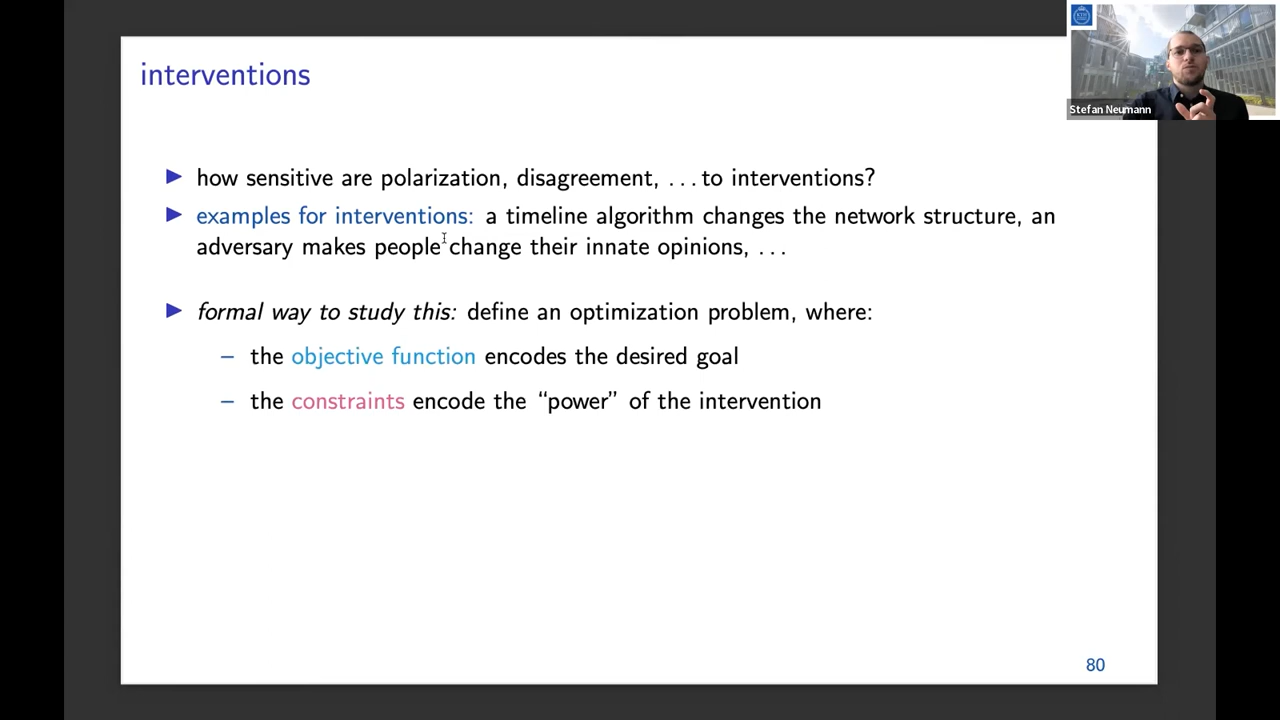 interventions
Stefan Neumann
▶ how sensitive are polarization, disagreement, ... to interventions?
▶ examples for interventions: a timeline algorithm changes the network structure, an
adversary makes people change their innate opinions, ...
▶ formal way to study this: define an optimization problem, where:
– the objective function encodes the desired goal
– the constraints encode the “power” of the intervention
80